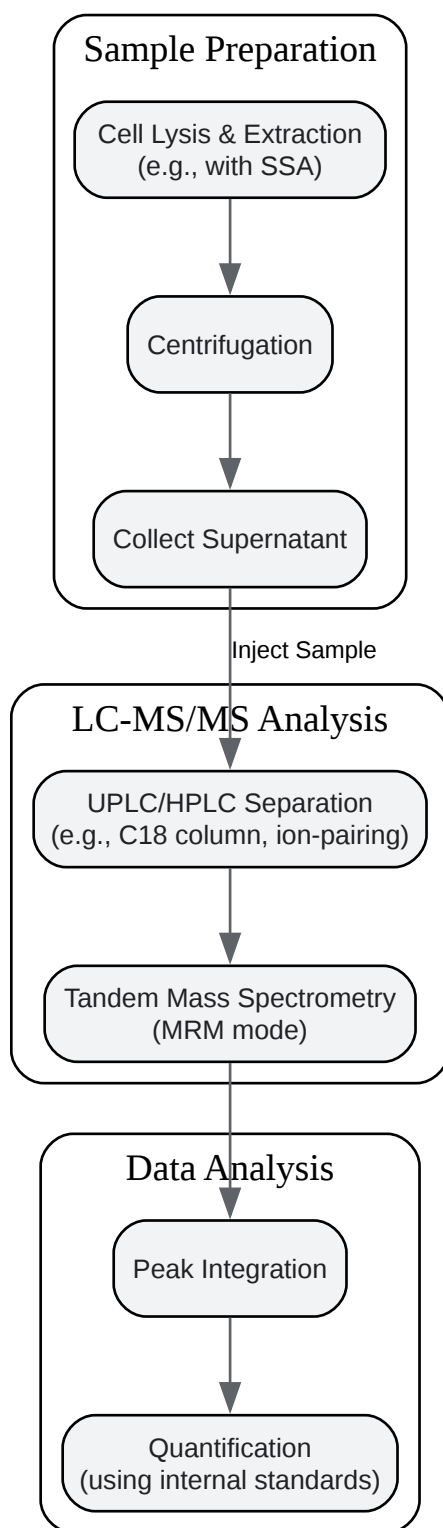 Sample Preparation
Cell Lysis & Extraction
(e.g., with SSA)
Centrifugation
Collect Supernatant
Inject Sample
LC-MS/MS Analysis
UPLC/HPLC Separation
(e.g., C18 column, ion-pairing)
Tandem Mass Spectrometry
(MRM mode)
Data Analysis
Peak Integration
Quantification
(using internal standards)